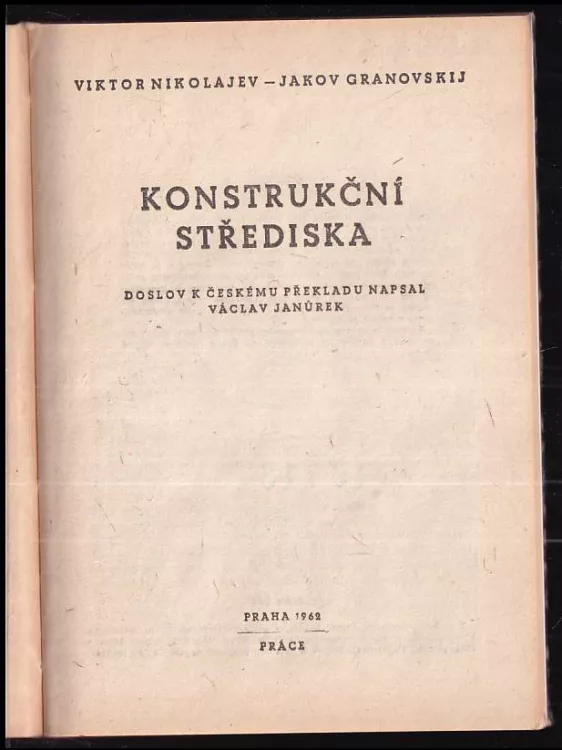 VIKTOR NIKOLAJEV – JAKOV GRANOVSKIJ
KONSTRUKČNÍ
STŘEDISKA
DOSLOV K ČESKÉMU PŘEKLADU NAPSAL
VÁCLAV JANŮREK
PRAHA 1962
PRÁCE